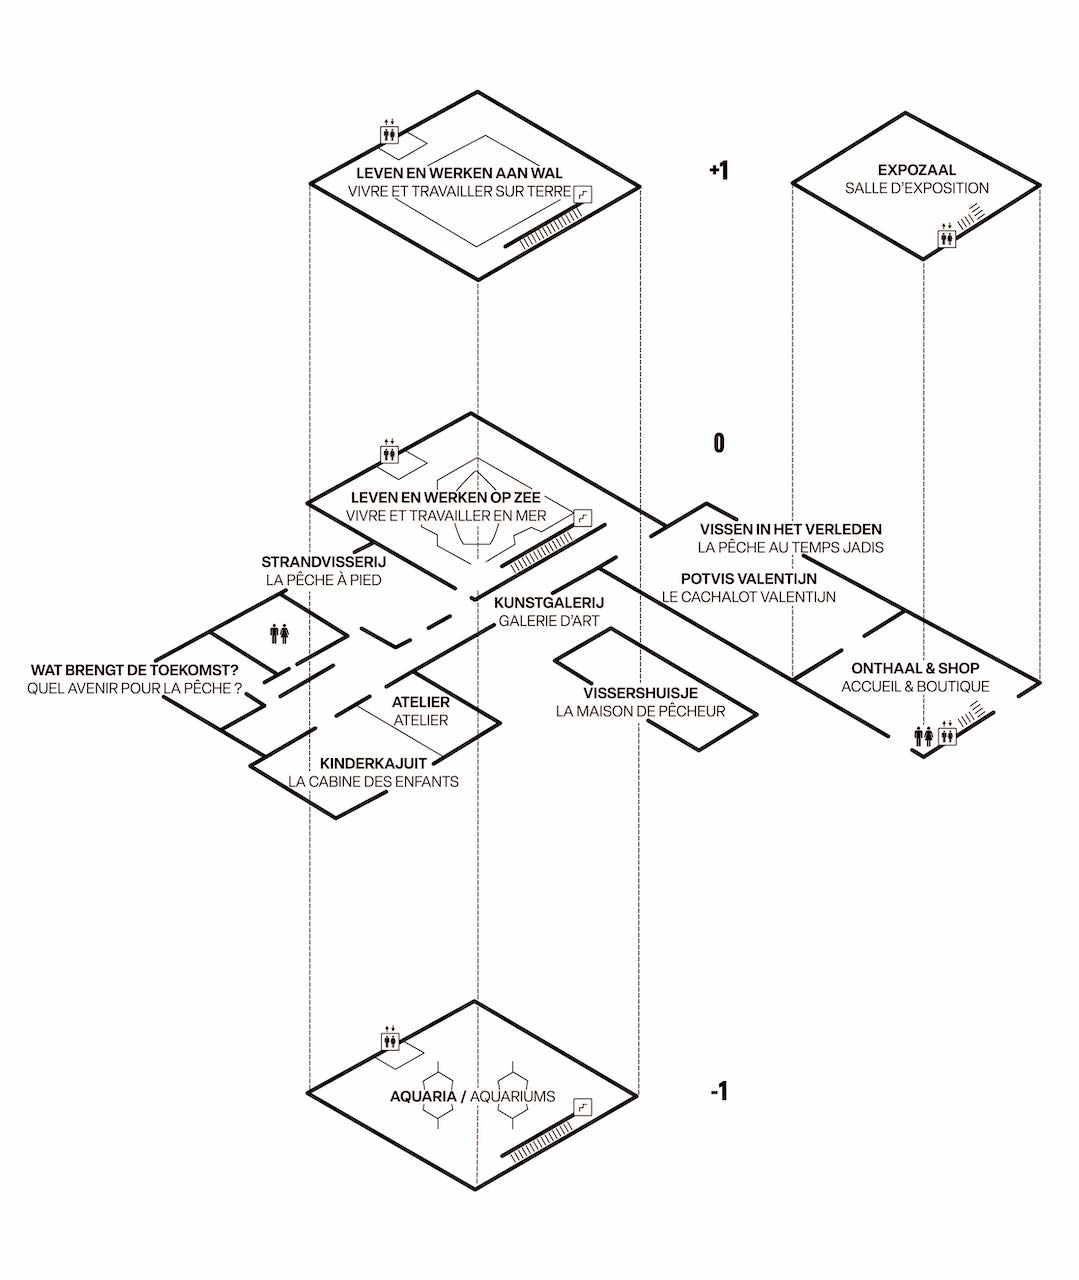 LEVEN EN WERKEN AAN WAL
VIVRE ET TRAVAILLER SUR TERRE
+1
EXPOZAAL
SALLE D'EXPOSITION
0
LEVEN EN WERKEN OP ZEE
VIVRE ET TRAVAILLER EN MER
VISSEN IN HET VERLEDEN
LA PÊCHE AU TEMPS JADIS
STRANDVISSERIJ
LA PÊCHE À PIED
POTVIS VALENTIJN
LE CACHALOT VALENTIJN
KUNSTGALERIJ
GALERIE D'ART
WAT BRENGT DE TOEKOMST?
QUEL AVENIR POUR LA PÊCHE ?
ONTHAAL & SHOP
ACCUEIL & BOUTIQUE
VISSERSHUISJE
LA MAISON DE PÊCHEUR
ATELIER
ATELIER
KINDERKAJUIT
LA CABINE DES ENFANTS
AQUARIA / AQUARIUMS
-1